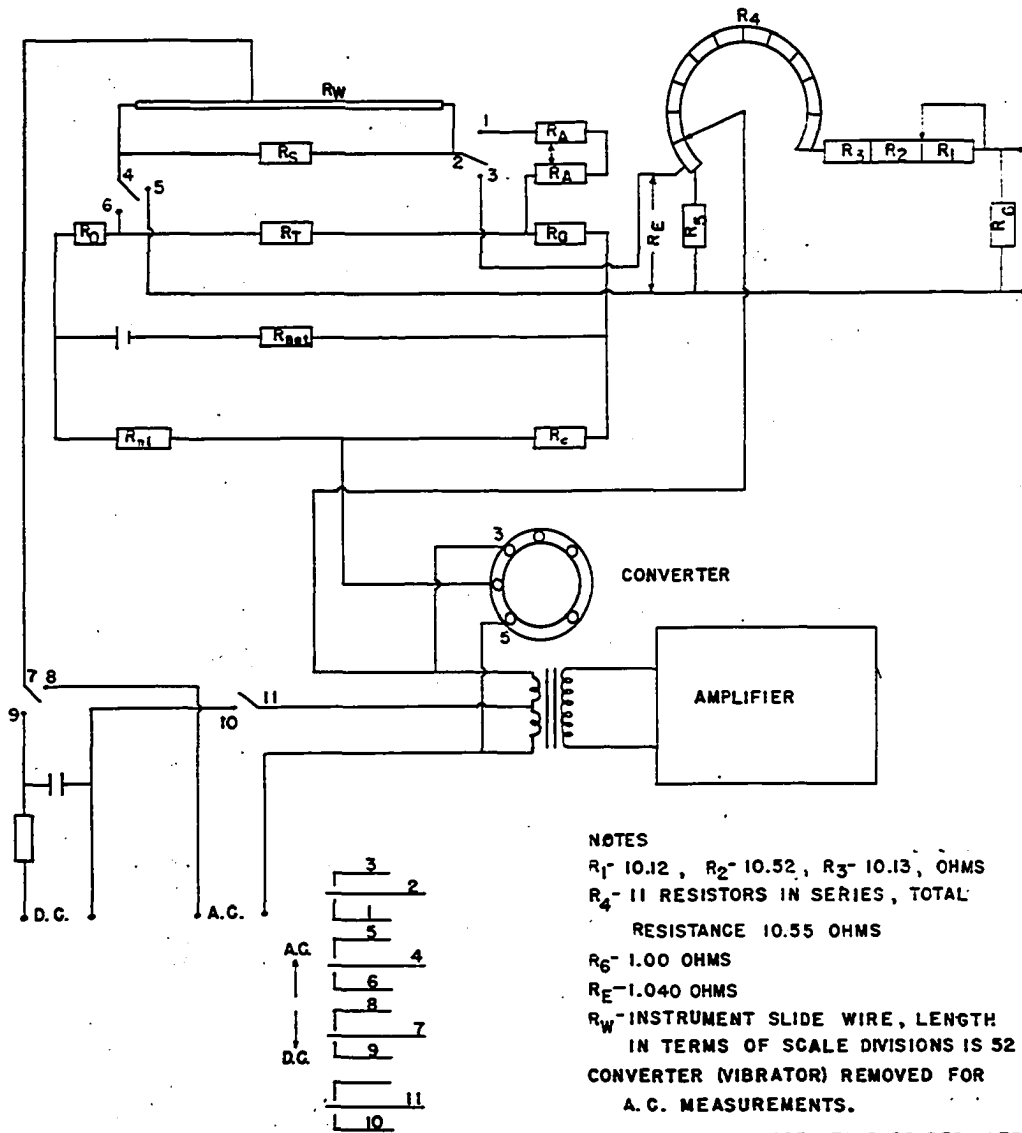 R4
RW
1
RA
RS
2
3
RA
R3
R2
R1
4
5
6
RO
RT
RG
RE
R5
R6
RBat
Rni
Rc
3
CONVERTER
5
7
8
9
10
11
AMPLIFIER
D.C.
A.C.
3
2
1
5
A.C.
4
6
8
7
D.C.
9
11
10
NOTES
R1- 10.12, R2- 10.52, R3- 10.13, OHMS
R4- 11 RESISTORS IN SERIES, TOTAL
RESISTANCE 10.55 OHMS
R6- 1.00 OHMS
RE-1.040 OHMS
RW-INSTRUMENT SLIDE WIRE, LENGTH
IN TERMS OF SCALE DIVISIONS IS 52
CONVERTER (VIBRATOR) REMOVED FOR
A.C. MEASUREMENTS.